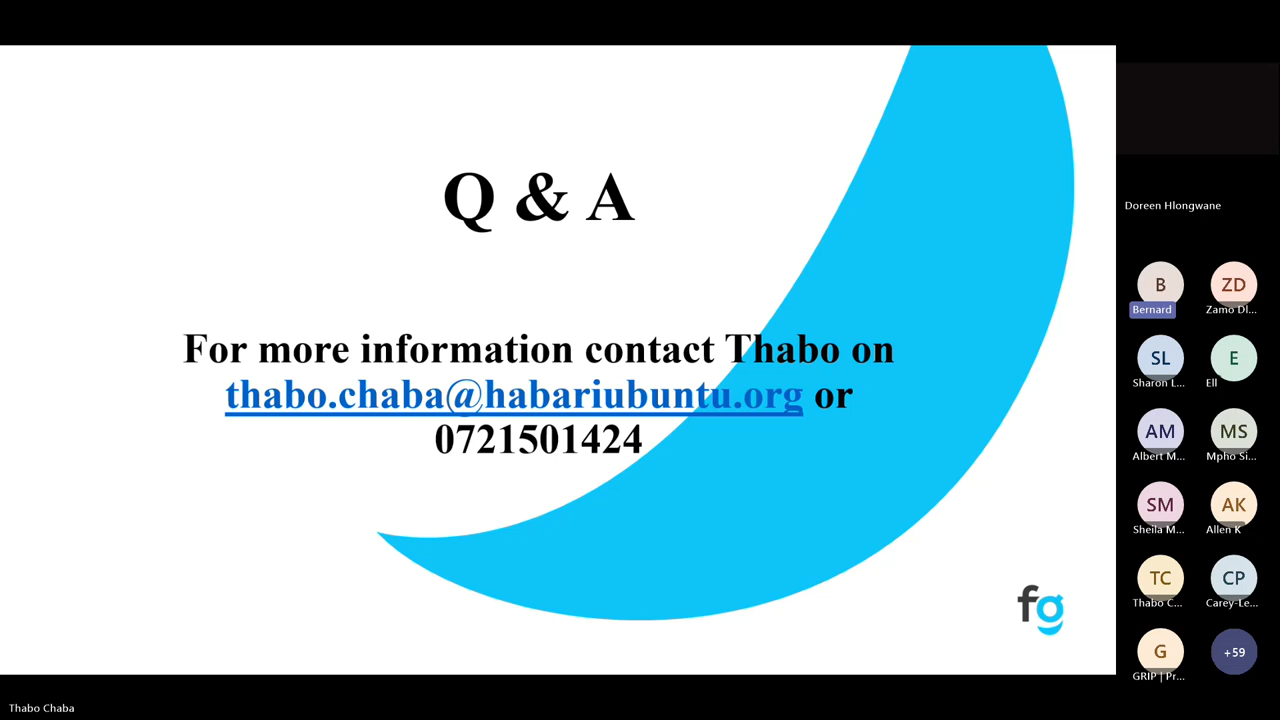 Q & A
For more information contact Thabo on
thabo.chaba@habariubuntu.org or
0721501424
fg
Thabo Chaba
Doreen Hlongwane
B
ZD
Bernard
Zamo Dl...
SL
E
Sharon L...
Ell
AM
MS
Albert M...
Mpho Si...
SM
AK
Sheila M...
Allen K
TC
CP
Thabo C...
Carey-Le...
G
+59
GRIP | Pr...